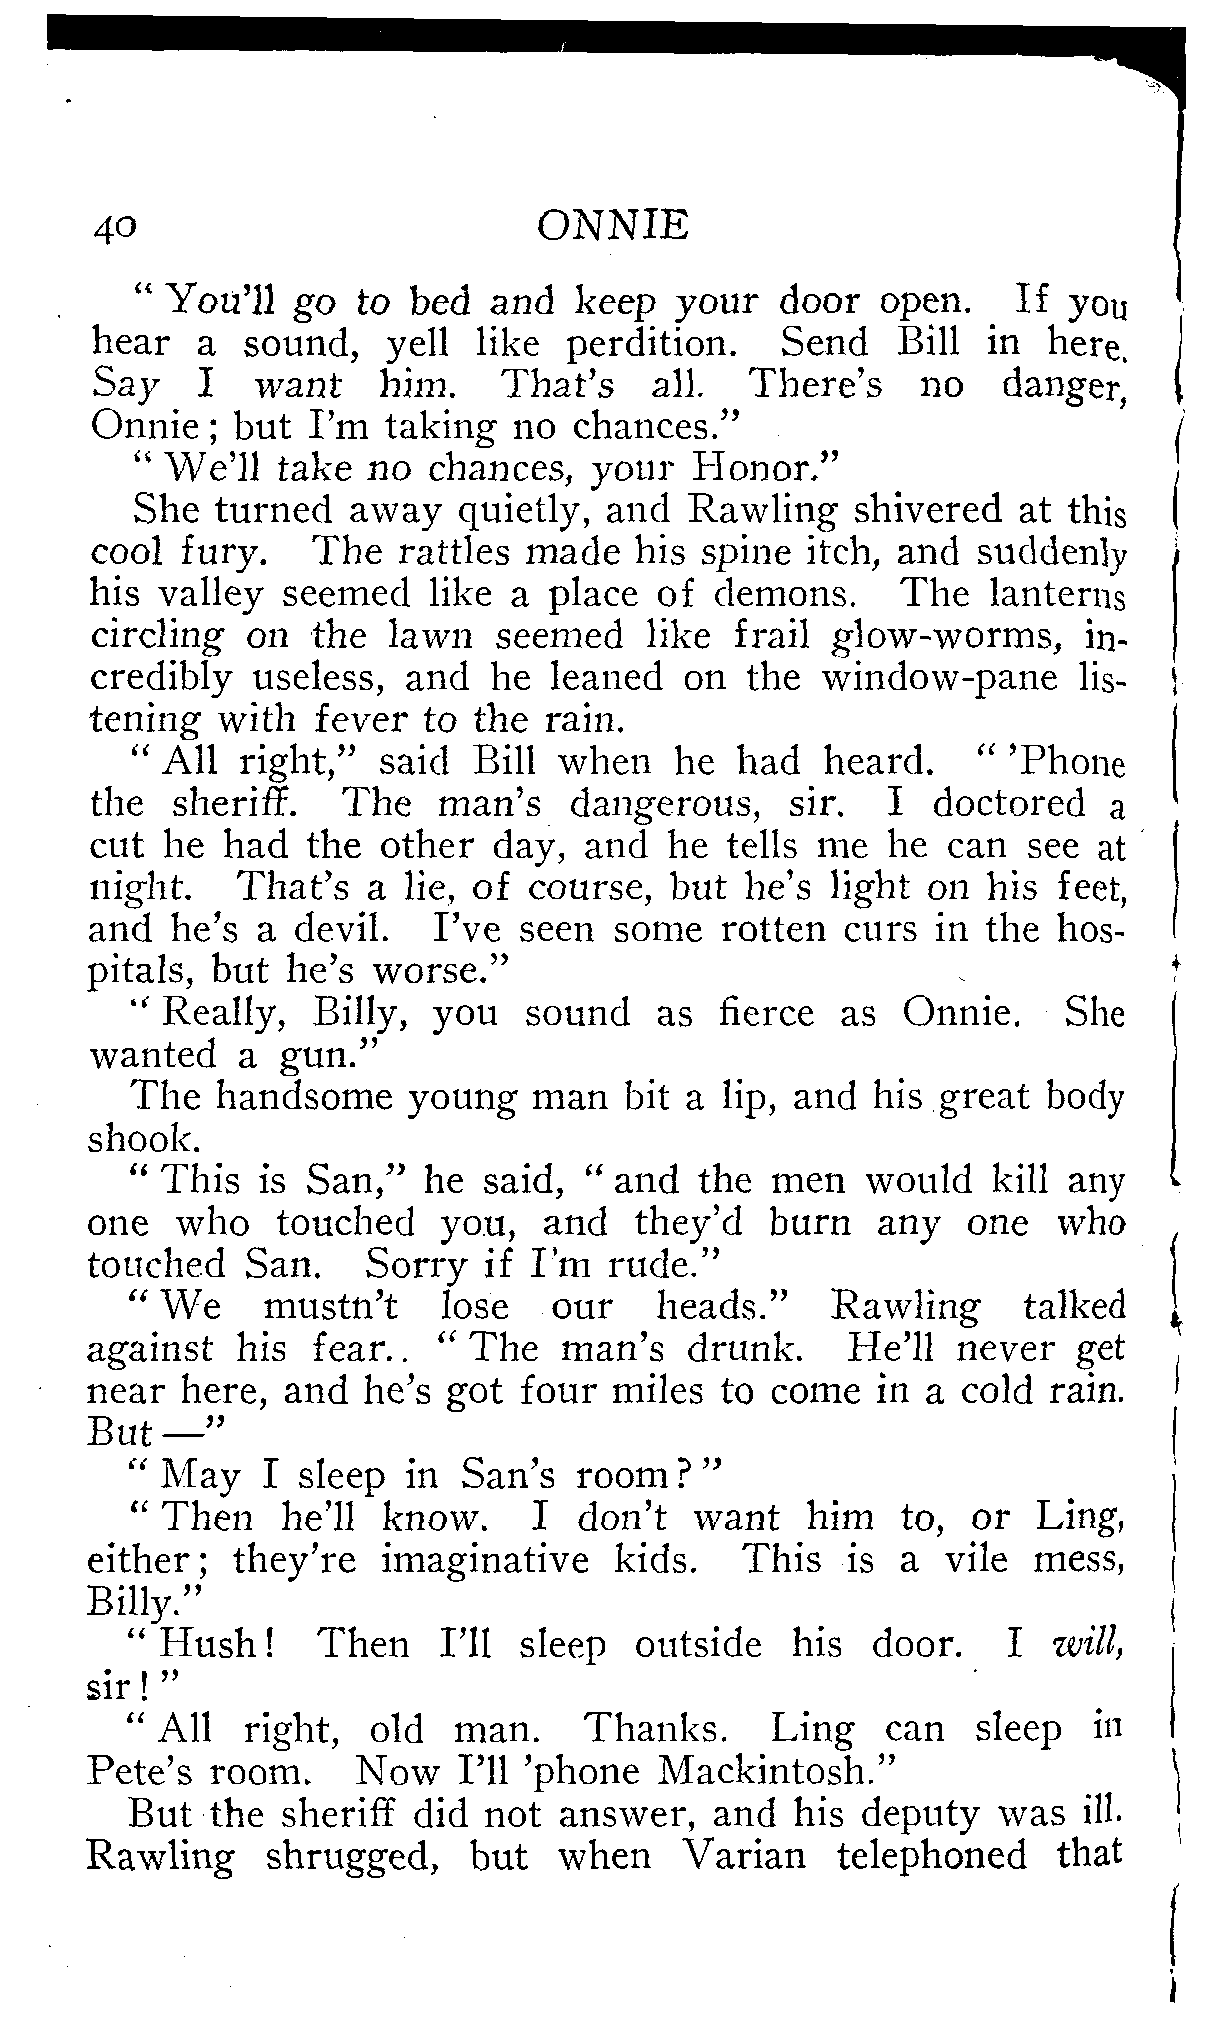 40 ONNIE
" You'll go to bed and keep your door open. If you
hear a sound, yell like perdition. Send Bill in here.
Say I want him. That's all. There's no danger,
Onnie ; but I'm taking no chances."
" We'll take no chances, your Honor."
She turned away quietly, and Rawling shivered at this
cool fury. The rattles made his spine itch, and suddenly
his valley seemed like a place of demons. The lanterns
circling on the lawn seemed like frail glow-worms, in-
credibly useless, and he leaned on the window-pane lis-
tening with fever to the rain.
" All right," said Bill when he had heard. " 'Phone
the sheriff. The man's dangerous, sir. I doctored a
cut he had the other day, and he tells me he can see at
night. That's a lie, of course, but he's light on his feet,
and he's a devil. I've seen some rotten curs in the hos-
pitals, but he's worse."
" Really, Billy, you sound as fierce as Onnie. She
wanted a gun."
The handsome young man bit a lip, and his great body
shook.
" This is San," he said, " and the men would kill any
one who touched you, and they'd burn any one who
touched San. Sorry if I'm rude."
" We mustn't lose our heads." Rawling talked
against his fear.. " The man's drunk. He'll never get
near here, and he's got four miles to come in a cold rain.
But —"
" May I sleep in San's room ? "
" Then he'll know. I don't want him to, or Ling,
either ; they're imaginative kids. This is a vile mess,
Billy."
" Hush ! Then I'll sleep outside his door. I will,
sir ! "
" All right, old man. Thanks. Ling can sleep in
Pete's room. Now I'll 'phone Mackintosh."
But the sheriff did not answer, and his deputy was ill.
Rawling shrugged, but when Varian telephoned that